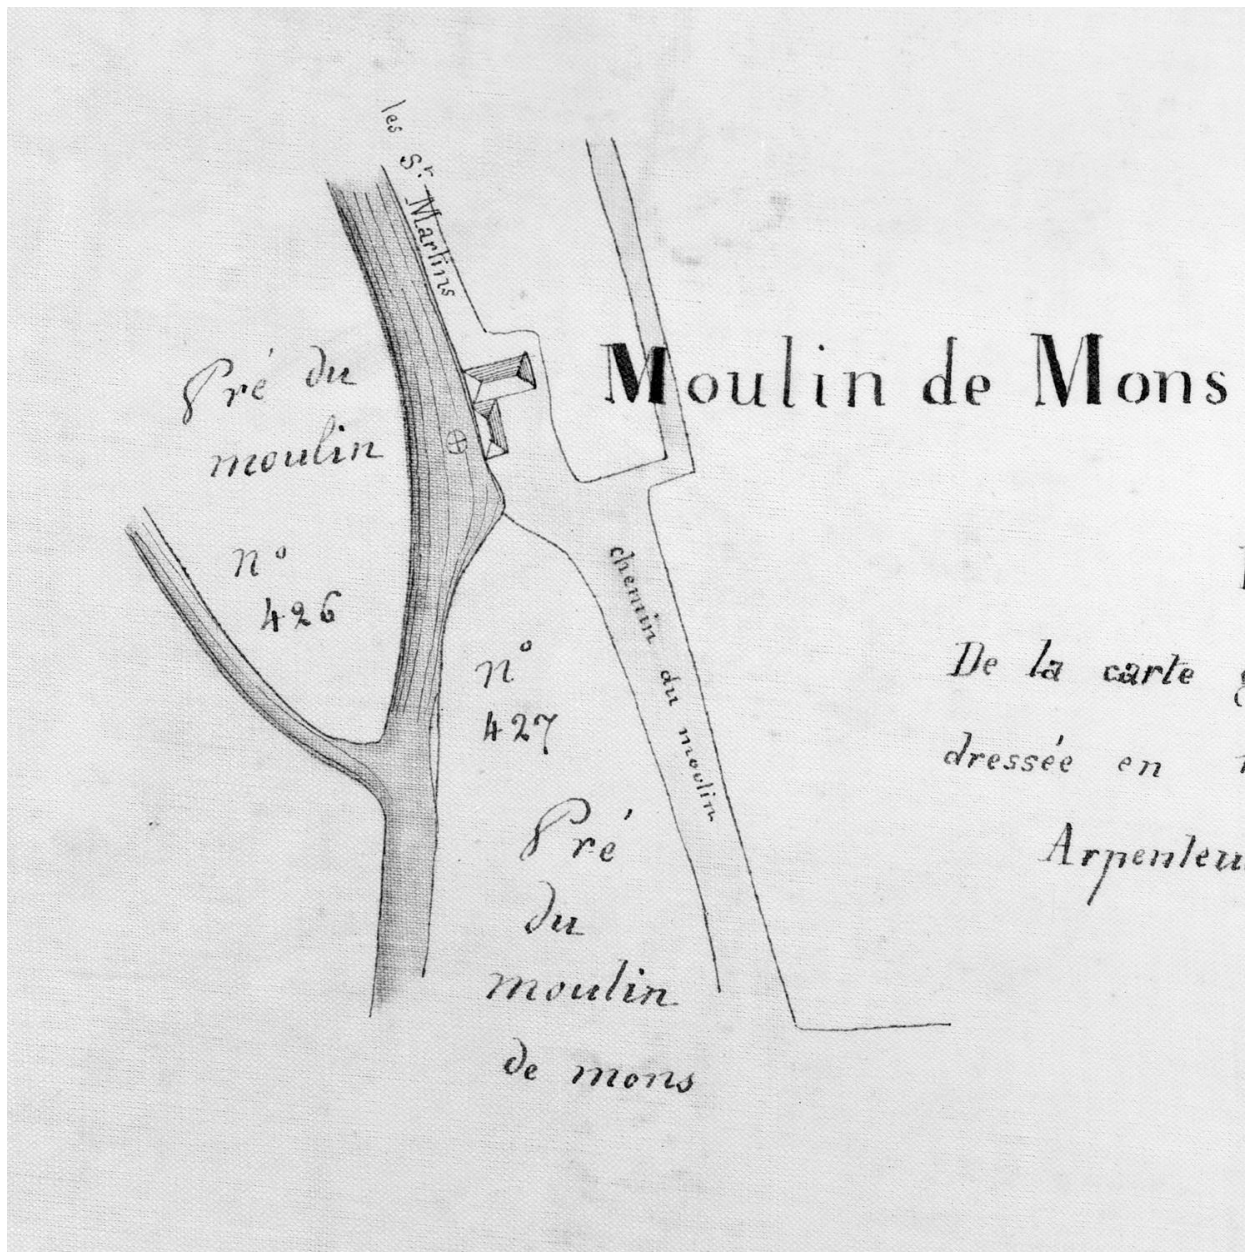 les Sr. Martins
Moulin de Mons
Pré du
moulin
n°
426
n°
427
chemin du moulin
Pré
du
moulin
de mons
De la carte
dressée en
Arpenteu